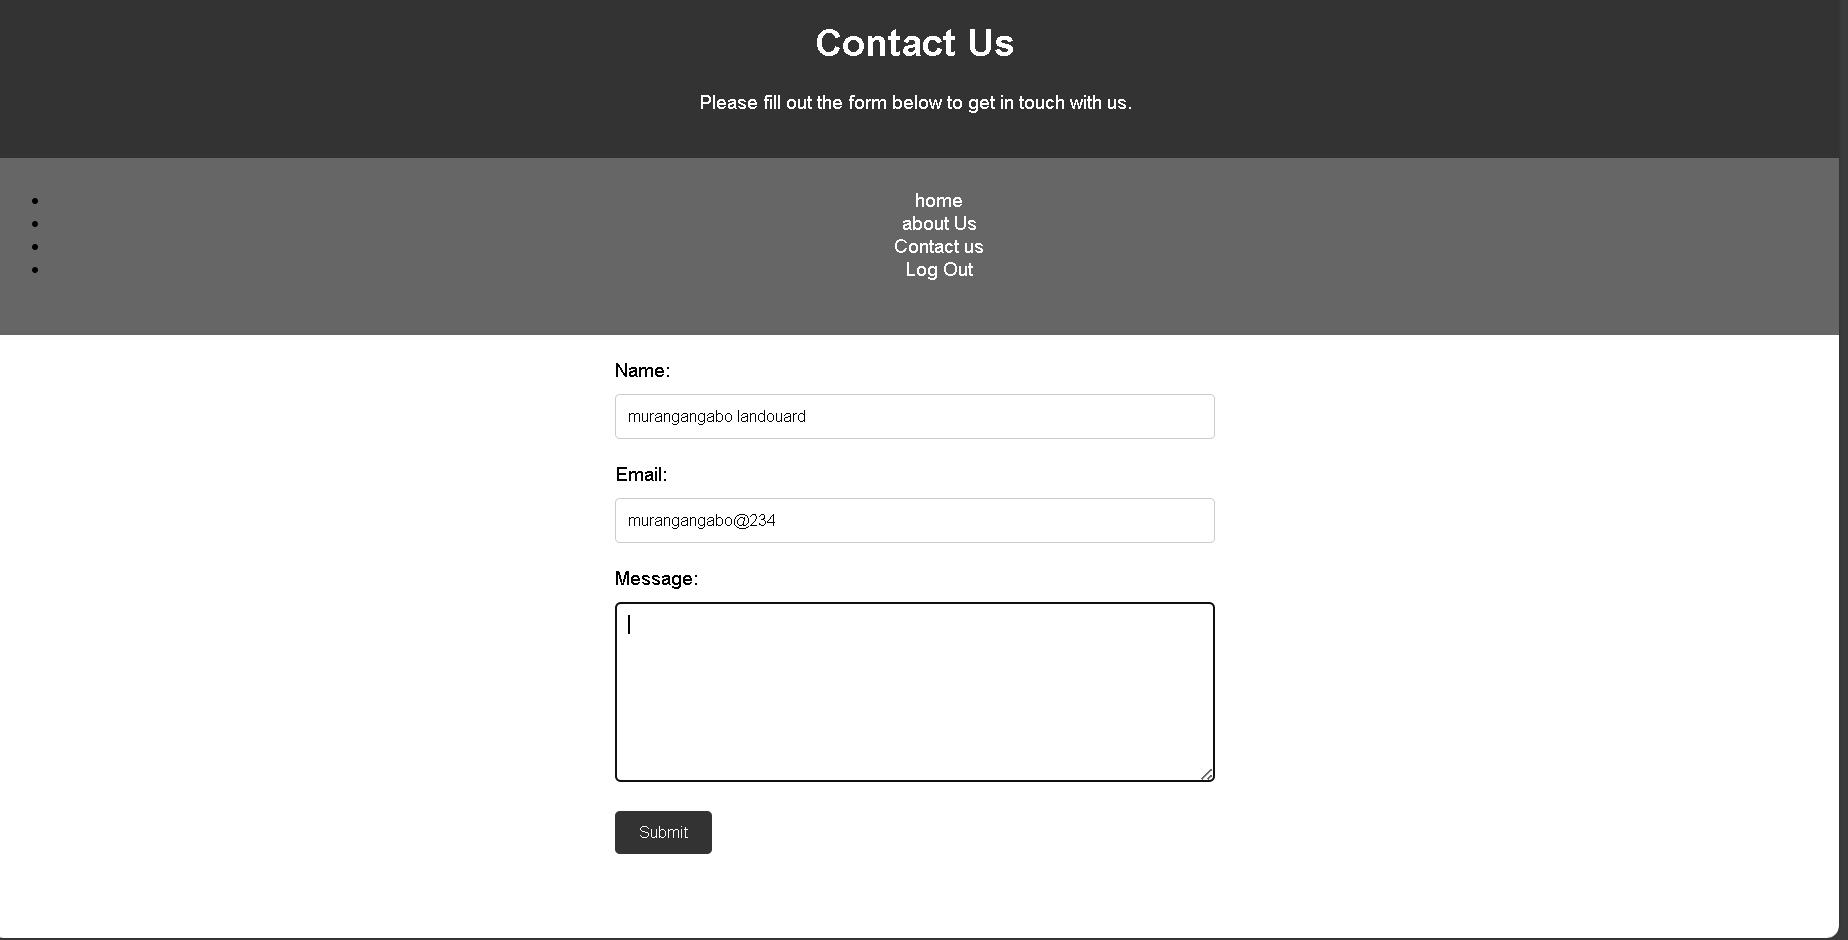 Contact Us
Please fill out the form below to get in touch with us.
home
about Us
Contact us
Log Out
Name:
murangangabo landouard
Email:
murangangabo@234
Message:
Submit